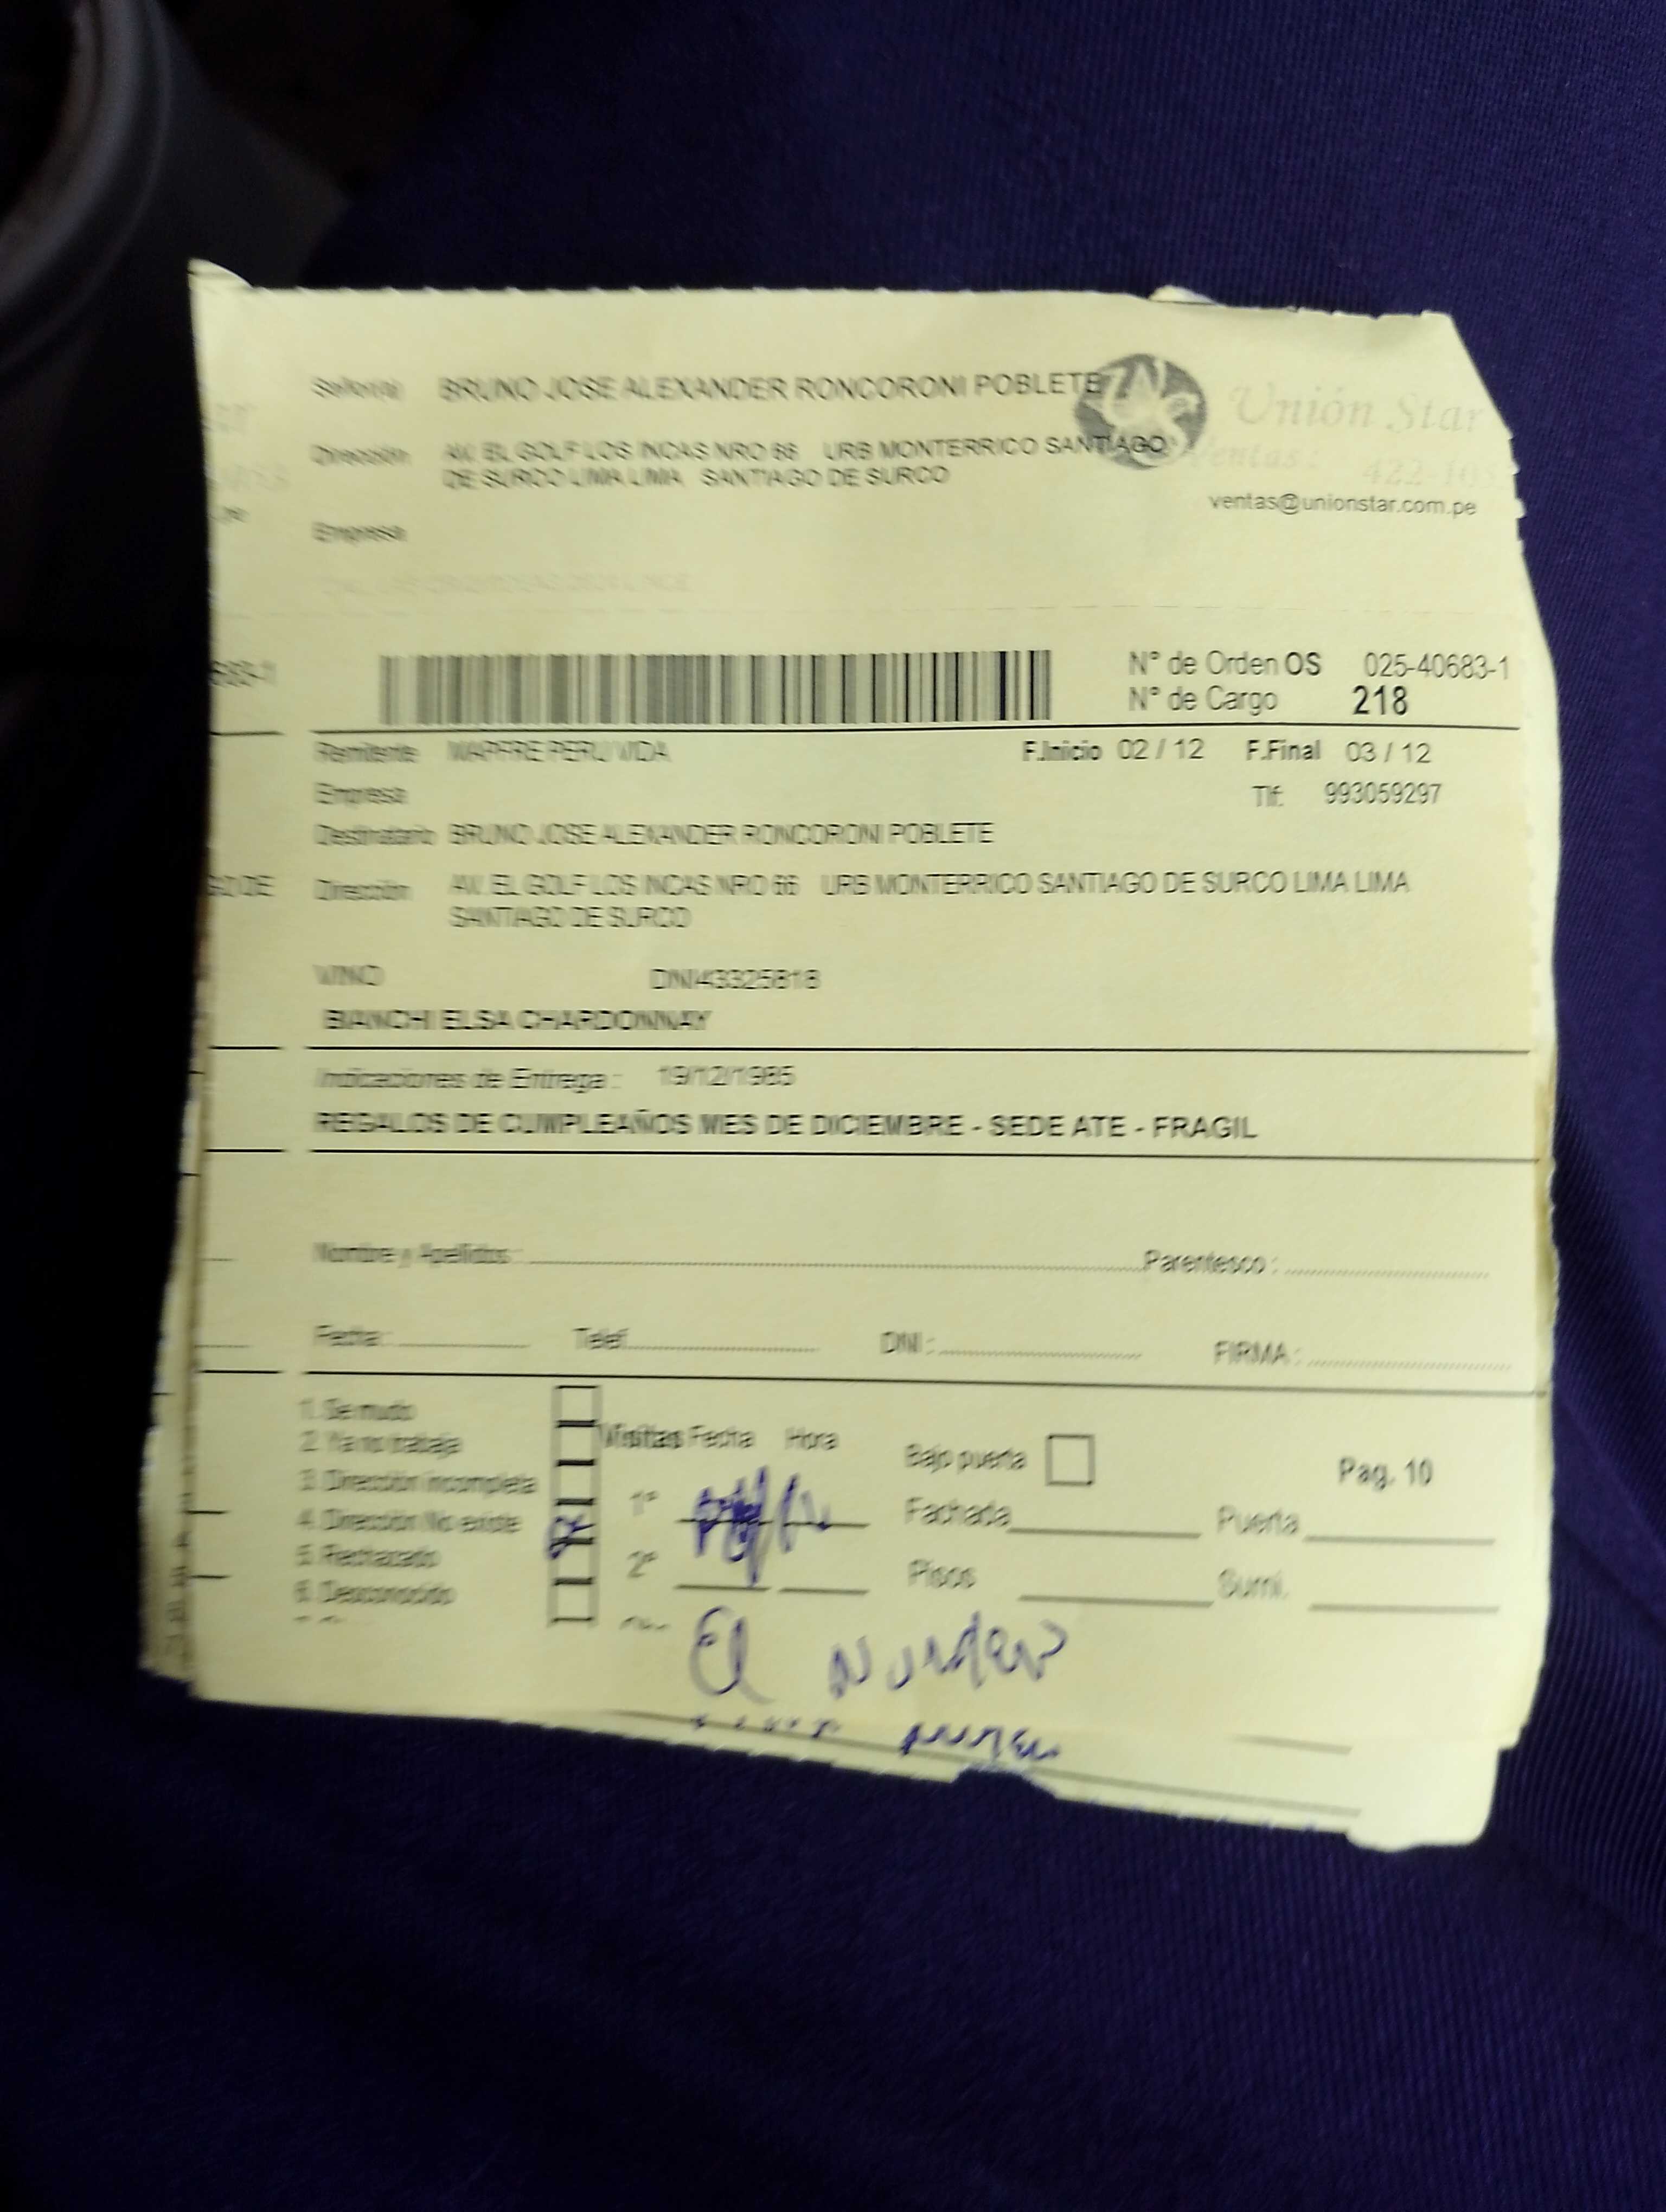 Señor(a) BRUNO JOSE ALEXANDER RONCORONI POBLETE
Unión Star
Dirección AV. EL GOLF LOS INCAS NRO 66 URB MONTERRICO SANTIAGO
DE SURCO LIMA LIMA SANTIAGO DE SURCO
Ventas:
ventas@unionstar.com.pe
Empresa
683-1
N° de Orden OS 025-40683-1
N° de Cargo 218
Remitente MAPFRE PERU VIDA F.Inicio 02 / 12 F.Final 03 / 12
Empresa Tlf: 993059297
Destinatario BRUNO JOSE ALEXANDER RONCORONI POBLETE
GO DE
Dirección AV. EL GOLF LOS INCAS NRO 66 URB MONTERRICO SANTIAGO DE SURCO LIMA LIMA
SANTIAGO DE SURCO
VINO DNI43325818
BIANCHI ELSA CHARDONNAY
Indicaciones de Entrega : 19/12/1985
REGALOS DE CUMPLEAÑOS MES DE DICIEMBRE - SEDE ATE - FRAGIL
Nombre y Apellidos : Parentesco :
Fecha : Telef. DNI : FIRMA :
1. Se mudo
2. Ya no trabaja
3. Dirección incompleta
4. Dirección No existe
5. Rechazado
6. Desconocido
Visitas Fecha Hora
1°
2°
Bajo puerta
Fachada Puerta
Pisos Sumi.
Pag. 10